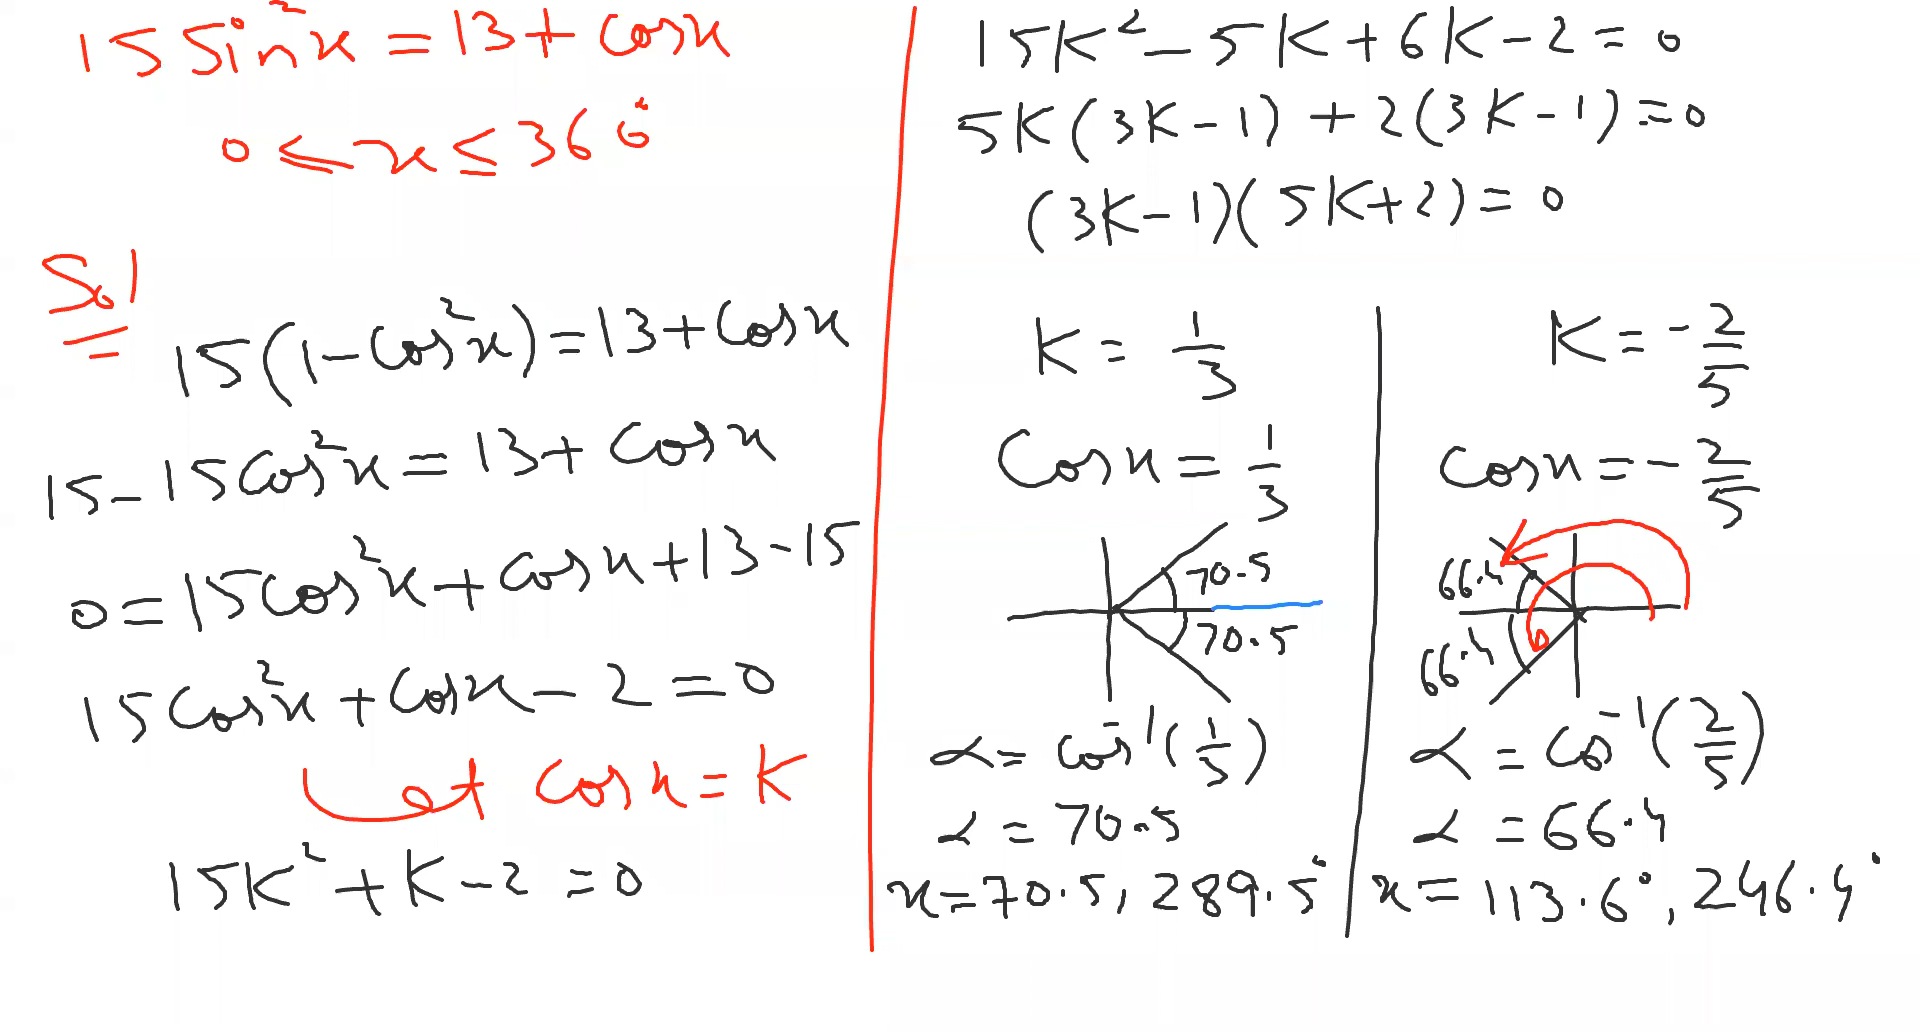 15 sin²x = 13 + cos x
0 ≤ x ≤ 360°
Sol
15(1 - cos²x) = 13 + cos x
15 - 15cos²x = 13 + cos x
0 = 15cos²x + cos x + 13 - 15
15cos²x + cos x - 2 = 0
Let cos x = K
15K² + K - 2 = 0
15K² - 5K + 6K - 2 = 0
5K(3K - 1) + 2(3K - 1) = 0
(3K - 1)(5K + 2) = 0
K = 1/3
cos x = 1/3
70.5
70.5
α = cos⁻¹(1/3)
α = 70.5
x = 70.5, 289.5°
K = -2/5
cos x = -2/5
66.4
66.4
α = cos⁻¹(2/5)
α = 66.4
x = 113.6°, 246.4°